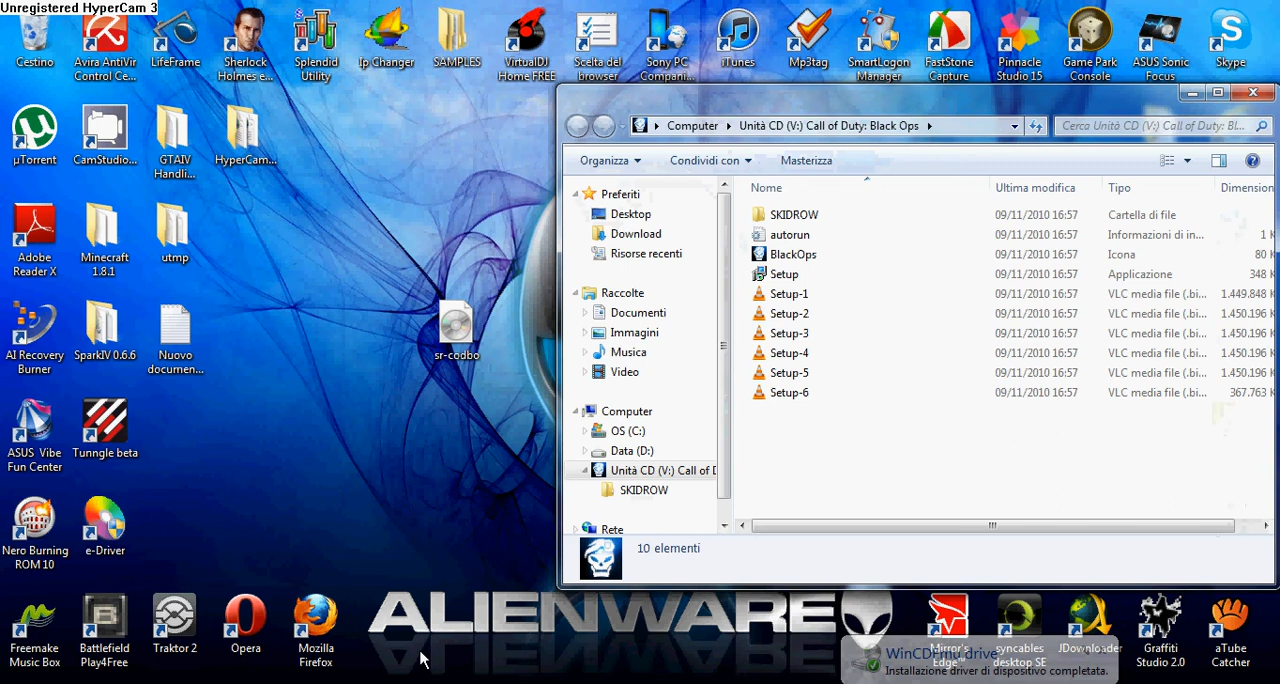 Unregistered HyperCam 3
Cestino
Avira AntiVir
Control Ce...
LifeFrame
Sherlock
Holmes e...
Splendid
Utility
Ip Changer
SAMPLES
VirtualDJ
Home FREE
Scelta del
browser
Sony PC
Compani...
iTunes
Mp3tag
SmartLogon
Manager
FastStone
Capture
Pinnacle
Studio 15
Game Park
Console
ASUS Sonic
Focus
Skype
µTorrent
CamStudio...
GTAIV
Handli...
HyperCam...
Adobe
Reader X
Minecraft
1.8.1
utmp
AI Recovery
Burner
SparkIV 0.6.6
Nuovo
documen...
sr-codbo
ASUS Vibe
Fun Center
Tunngle beta
Nero Burning
ROM 10
e-Driver
Freemake
Music Box
Battlefield
Play4Free
Traktor 2
Opera
Mozilla
Firefox
ALIENWARE
Mirror's
Edge™
syncables
desktop SE
JDownloader
Graffiti
Studio 2.0
aTube
Catcher
Computer
Unità CD (V:) Call of Duty: Black Ops
Cerca Unità CD (V:) Call of Duty: Bl...
Organizza
Condividi con
Masterizza
Preferiti
Desktop
Download
Risorse recenti
Raccolte
Documenti
Immagini
Musica
Video
Computer
OS (C:)
Data (D:)
Unità CD (V:) Call of D
SKIDROW
Rete
Nome Ultima modifica Tipo Dimension
SKIDROW 09/11/2010 16:57 Cartella di file
autorun 09/11/2010 16:57 Informazioni di in... 1 K
BlackOps 09/11/2010 16:57 Icona 80 K
Setup 09/11/2010 16:57 Applicazione 348 K
Setup-1 09/11/2010 16:57 VLC media file (.bi... 1.449.848 K
Setup-2 09/11/2010 16:57 VLC media file (.bi... 1.450.196 K
Setup-3 09/11/2010 16:57 VLC media file (.bi... 1.450.196 K
Setup-4 09/11/2010 16:57 VLC media file (.bi... 1.450.196 K
Setup-5 09/11/2010 16:57 VLC media file (.bi... 1.450.196 K
Setup-6 09/11/2010 16:57 VLC media file (.bi... 367.763 K
10 elementi
WinCDEmu drive
Installazione driver di dispositivo completata.